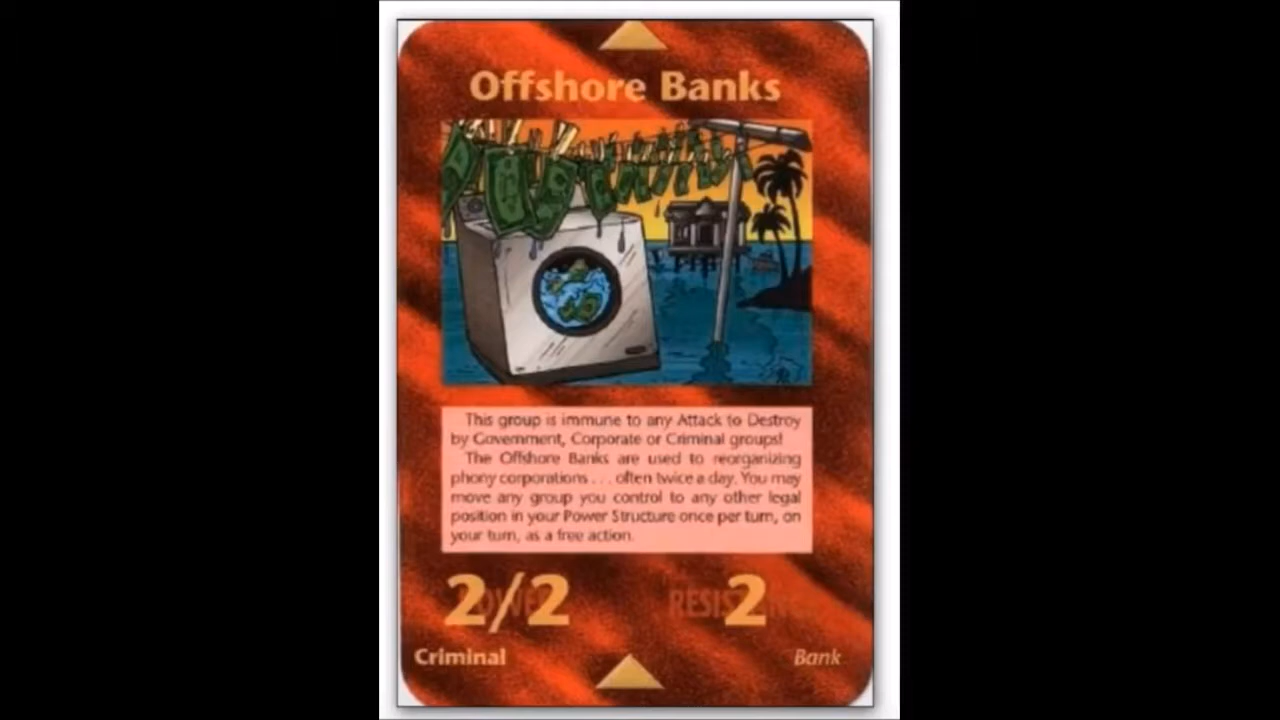 Offshore Banks
This group is immune to any Attack to Destroy
by Government, Corporate or Criminal groups!
The Offshore Banks are used to reorganizing
phony corporations . . . often twice a day. You may
move any group you control to any other legal
position in your Power Structure once per turn, on
your turn, as a free action.
2/2 2
Criminal Bank